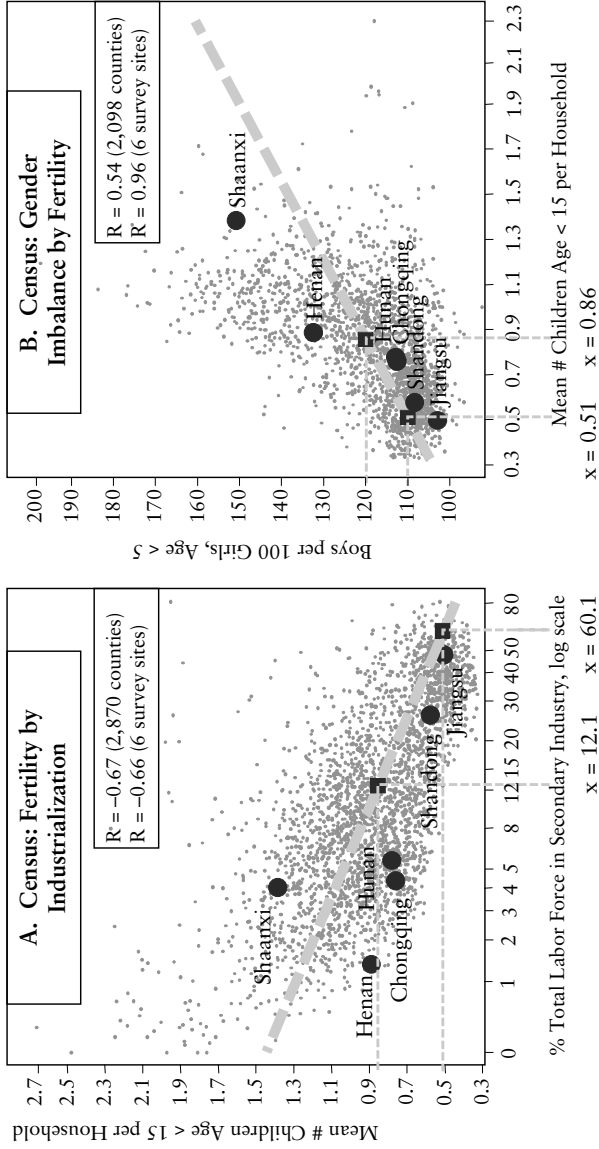 A. Census: Fertility by
Industrialization
R = –0.67 (2,870 counties)
R = –0.66 (6 survey sites)
Mean # Children Age < 15 per Household
2.7
2.5
2.3
2.1
1.9
1.7
1.5
1.3
1.1
0.9
0.7
0.5
0.3
Shaanxi
Henan
Hunan
Chongqing
Shandong
Jiangsu
0 1 2 3 4 5 8 12 15 20 30 40 50 80
% Total Labor Force in Secondary Industry, log scale
x = 12.1 x = 60.1
B. Census: Gender
Imbalance by Fertility
R = 0.54 (2,098 counties)
R = 0.96 (6 survey sites)
Boys per 100 Girls, Age < 5
200
190
180
170
160
150
140
130
120
110
100
Shaanxi
Henan
Hunan
Chongqing
Shandong
Jiangsu
0.3 0.5 0.7 0.9 1.1 1.3 1.5 1.7 1.9 2.1 2.3
Mean # Children Age < 15 per Household
x = 0.51 x = 0.86